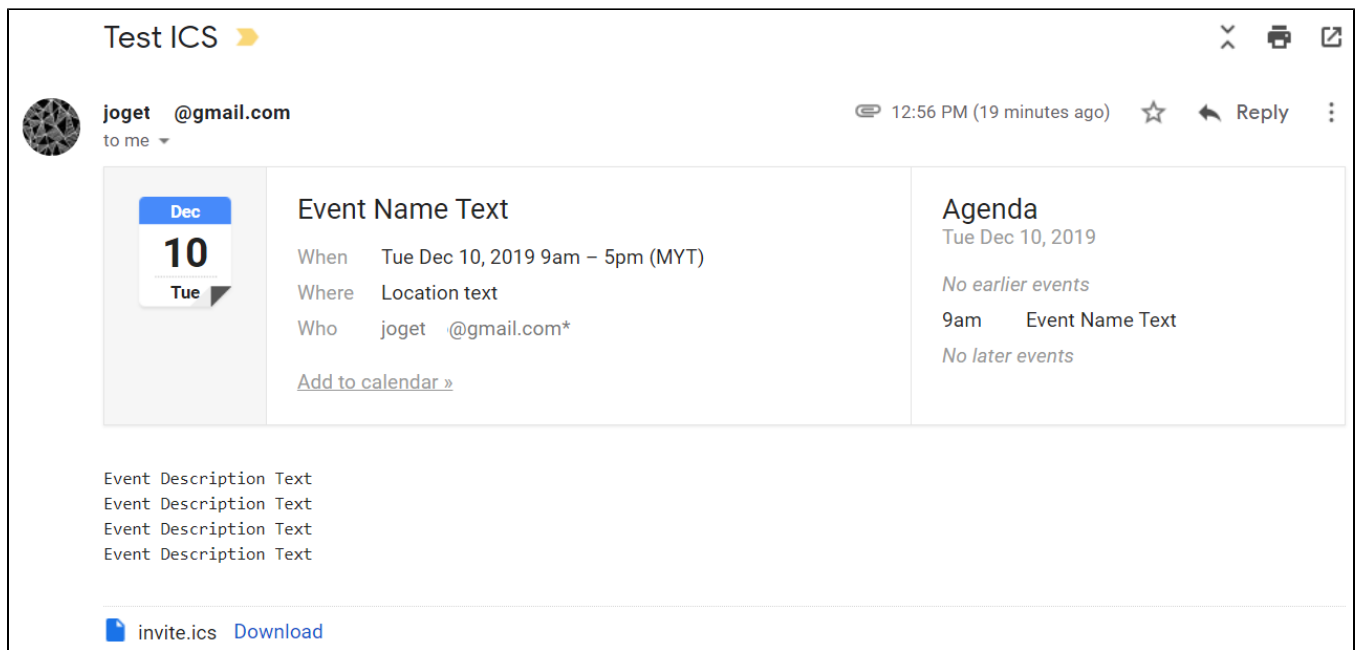 Test ICS
joget @gmail.com
12:56 PM (19 minutes ago)
Reply
to me
Dec
10
Tue
Event Name Text
When Tue Dec 10, 2019 9am – 5pm (MYT)
Where Location text
Who joget @gmail.com*
Add to calendar »
Agenda
Tue Dec 10, 2019
No earlier events
9am Event Name Text
No later events
Event Description Text
Event Description Text
Event Description Text
Event Description Text
invite.ics Download